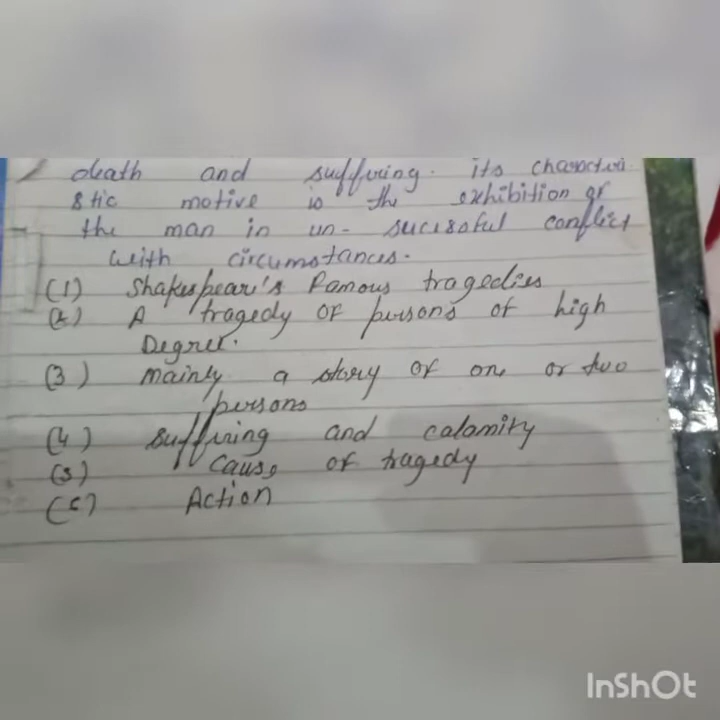 death and suffering. its characteri
stic motive is the exhibition of
the man in un- sucessful conflict
with circumstances.
(1) Shakespear's Famous tragedies
(2) A tragedy OF persons of high
Degree.
(3) mainly a story of one or two
persons
(4) suffring and calamity
(5) Cause of tragedy
(6) Action
InShOt